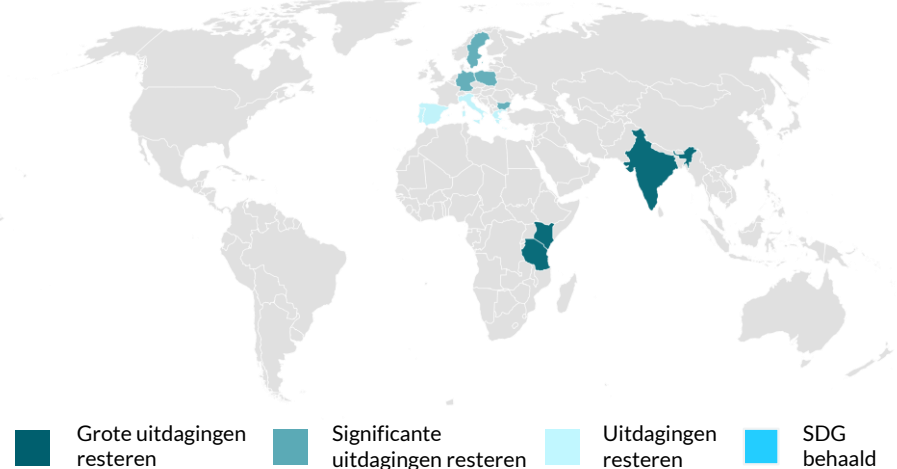 Grote uitdagingen
resteren
Significante
uitdagingen resteren
Uitdagingen
resteren
SDG
behaald